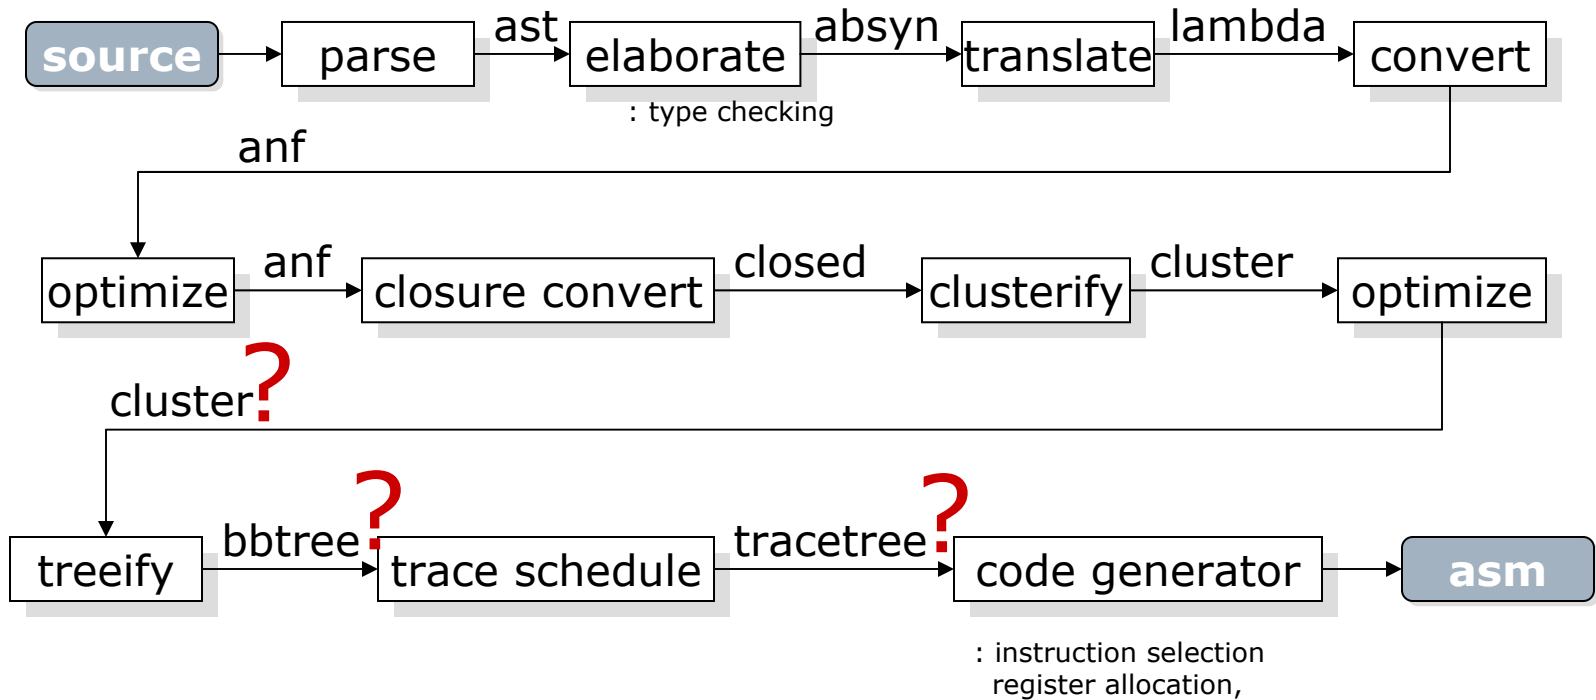 source
parse
ast
elaborate
absyn
translate
lambda
convert
: type checking
anf
optimize
anf
closure convert
closed
clusterify
cluster
optimize
cluster?
treeify
bbtree?
trace schedule
tracetree?
code generator
asm
: instruction selection
register allocation,